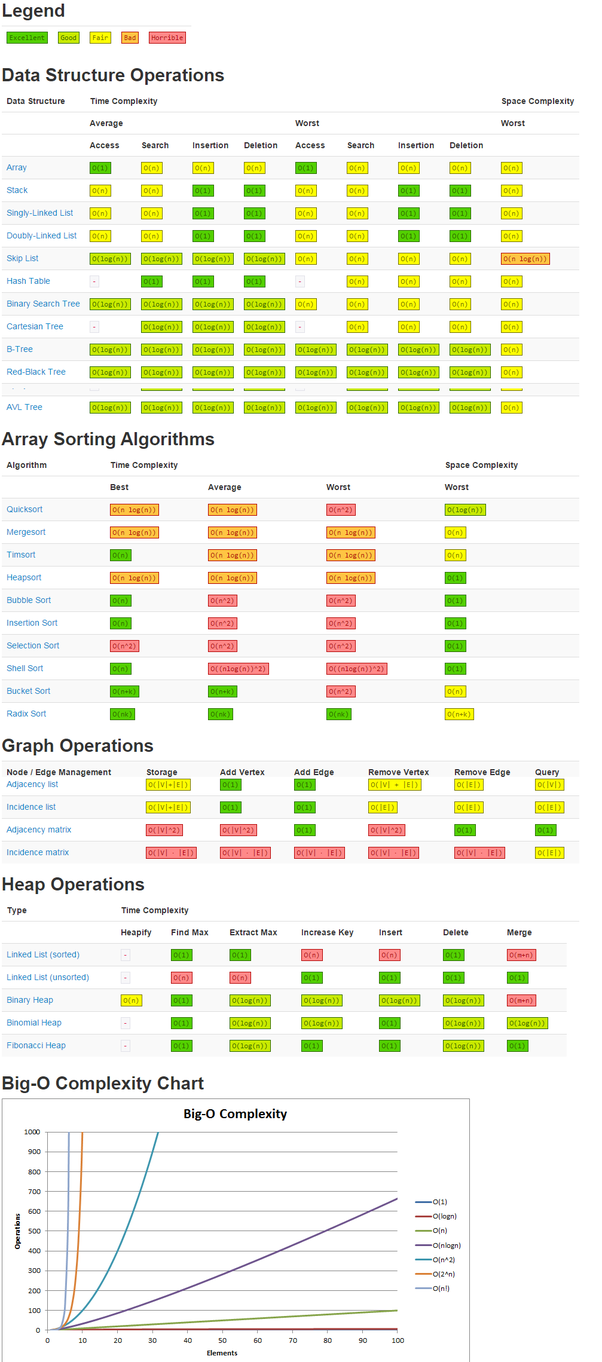 Legend
Excellent Good Fair Bad Horrible
Data Structure Operations
Data Structure Time Complexity Space Complexity
Average Worst Worst
Access Search Insertion Deletion Access Search Insertion Deletion
Array O(1) O(n) O(n) O(n) O(1) O(n) O(n) O(n) O(n)
Stack O(n) O(n) O(1) O(1) O(n) O(n) O(1) O(1) O(n)
Singly-Linked List O(n) O(n) O(1) O(1) O(n) O(n) O(1) O(1) O(n)
Doubly-Linked List O(n) O(n) O(1) O(1) O(n) O(n) O(1) O(1) O(n)
Skip List O(log(n)) O(log(n)) O(log(n)) O(log(n)) O(n) O(n) O(n) O(n) O(n log(n))
Hash Table - O(1) O(1) O(1) - O(n) O(n) O(n) O(n)
Binary Search Tree O(log(n)) O(log(n)) O(log(n)) O(log(n)) O(n) O(n) O(n) O(n) O(n)
Cartesian Tree - O(log(n)) O(log(n)) O(log(n)) - O(n) O(n) O(n) O(n)
B-Tree O(log(n)) O(log(n)) O(log(n)) O(log(n)) O(log(n)) O(log(n)) O(log(n)) O(log(n)) O(n)
Red-Black Tree O(log(n)) O(log(n)) O(log(n)) O(log(n)) O(log(n)) O(log(n)) O(log(n)) O(log(n)) O(n)
AVL Tree O(log(n)) O(log(n)) O(log(n)) O(log(n)) O(log(n)) O(log(n)) O(log(n)) O(log(n)) O(n)
Array Sorting Algorithms
Algorithm Time Complexity Space Complexity
Best Average Worst Worst
Quicksort O(n log(n)) O(n log(n)) O(n^2) O(log(n))
Mergesort O(n log(n)) O(n log(n)) O(n log(n)) O(n)
Timsort O(n) O(n log(n)) O(n log(n)) O(n)
Heapsort O(n log(n)) O(n log(n)) O(n log(n)) O(1)
Bubble Sort O(n) O(n^2) O(n^2) O(1)
Insertion Sort O(n) O(n^2) O(n^2) O(1)
Selection Sort O(n^2) O(n^2) O(n^2) O(1)
Shell Sort O(n) O((nlog(n))^2) O((nlog(n))^2) O(1)
Bucket Sort O(n+k) O(n+k) O(n^2) O(n)
Radix Sort O(nk) O(nk) O(nk) O(n+k)
Graph Operations
Node / Edge Management Storage Add Vertex Add Edge Remove Vertex Remove Edge Query
Adjacency list O(|V|+|E|) O(1) O(1) O(|V| + |E|) O(|E|) O(|V|)
Incidence list O(|V|+|E|) O(1) O(1) O(|E|) O(|E|) O(|E|)
Adjacency matrix O(|V|^2) O(|V|^2) O(1) O(|V|^2) O(1) O(1)
Incidence matrix O(|V| · |E|) O(|V| · |E|) O(|V| · |E|) O(|V| · |E|) O(|V| · |E|) O(|E|)
Heap Operations
Type Time Complexity
Heapify Find Max Extract Max Increase Key Insert Delete Merge
Linked List (sorted) - O(1) O(1) O(n) O(n) O(1) O(m+n)
Linked List (unsorted) - O(n) O(n) O(1) O(1) O(1) O(1)
Binary Heap O(n) O(1) O(log(n)) O(log(n)) O(log(n)) O(log(n)) O(m+n)
Binomial Heap - O(1) O(log(n)) O(log(n)) O(1) O(log(n)) O(log(n))
Fibonacci Heap - O(1) O(log(n)) O(1) O(1) O(log(n)) O(1)
Big-O Complexity Chart
Big-O Complexity
1000
900
800
700
600
500
400
300
200
100
0
Operations
0 10 20 30 40 50 60 70 80 90 100
Elements
O(1)
O(logn)
O(n)
O(nlogn)
O(n^2)
O(2^n)
O(n!)